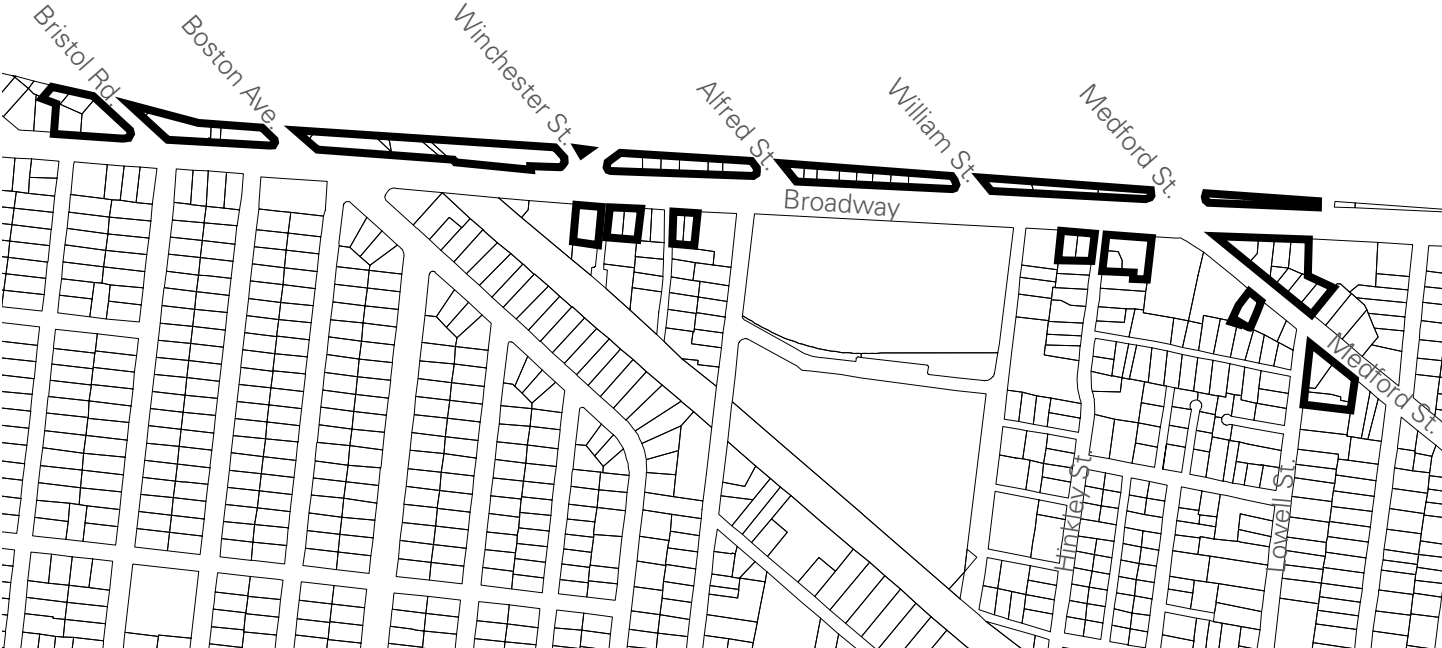 Bristol Rd.
Boston Ave.
Winchester St.
Alfred St.
William St.
Medford St.
Broadway
Medford St.
Hinkley St
Lowell St.